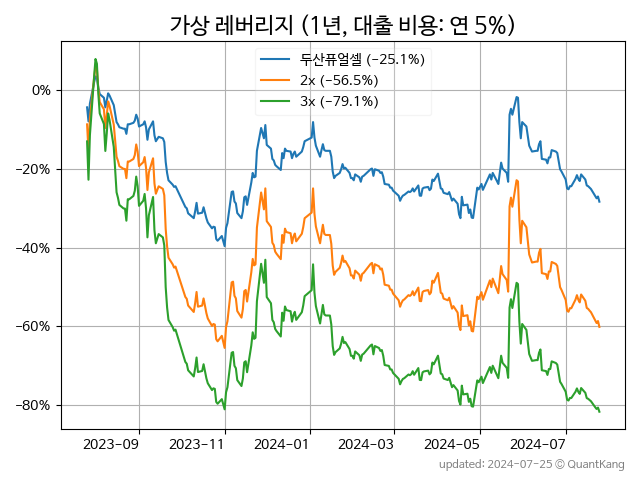 가상 레버리지 (1년, 대출 비용: 연 5%)
두산퓨얼셀 (−25.1%)
2x (−56.5%)
3x (−79.1%)
0%
−20%
−40%
−60%
−80%
2023-09 2023-11 2024-01 2024-03 2024-05 2024-07
updated: 2024-07-25 © QuantKang